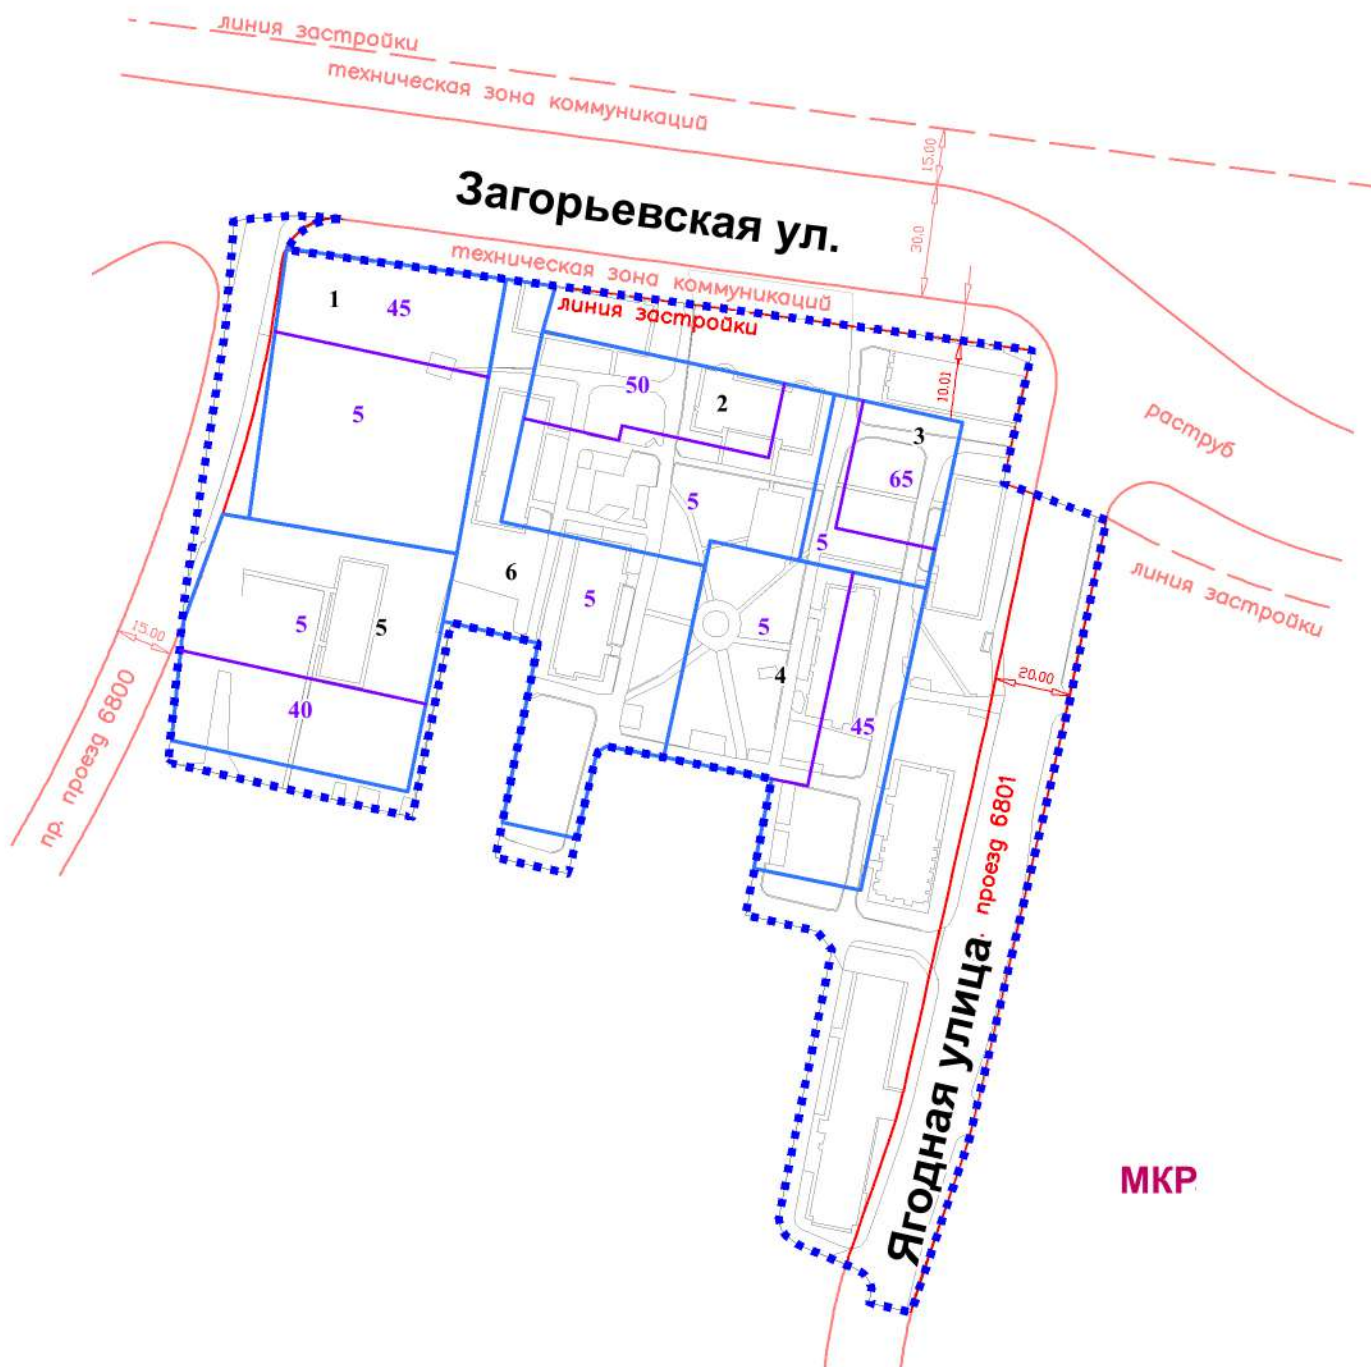 линия застройки
техническая зона коммуникаций
15.00
Загорьевская ул.
30.0
техническая зона коммуникаций
линия застройки
1
45
10.01
50
2
3
раструб
5
65
5
5
линия застройки
6
5
5
5
5
15.00
4
20.00
40
45
пр. проезд 6800
проезд 6801
Ягодная улица
МКР